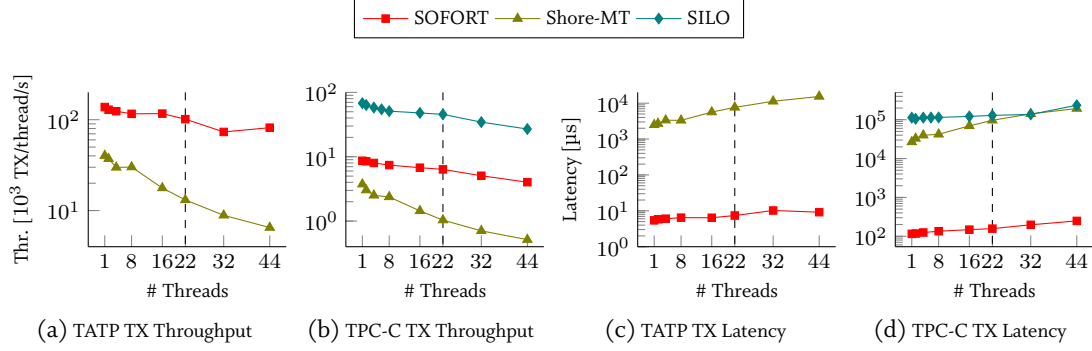 SOFORT Shore-MT SILO
Thr. [10³ TX/thread/s]
10²
10¹
1 8 16 22 32 44
# Threads
(a) TATP TX Throughput
10²
10¹
10⁰
1 8 16 22 32 44
# Threads
(b) TPC-C TX Throughput
Latency [µs]
10⁴
10³
10²
10¹
10⁰
1 8 16 22 32 44
# Threads
(c) TATP TX Latency
10⁵
10⁴
10³
10²
1 8 16 22 32 44
# Threads
(d) TPC-C TX Latency